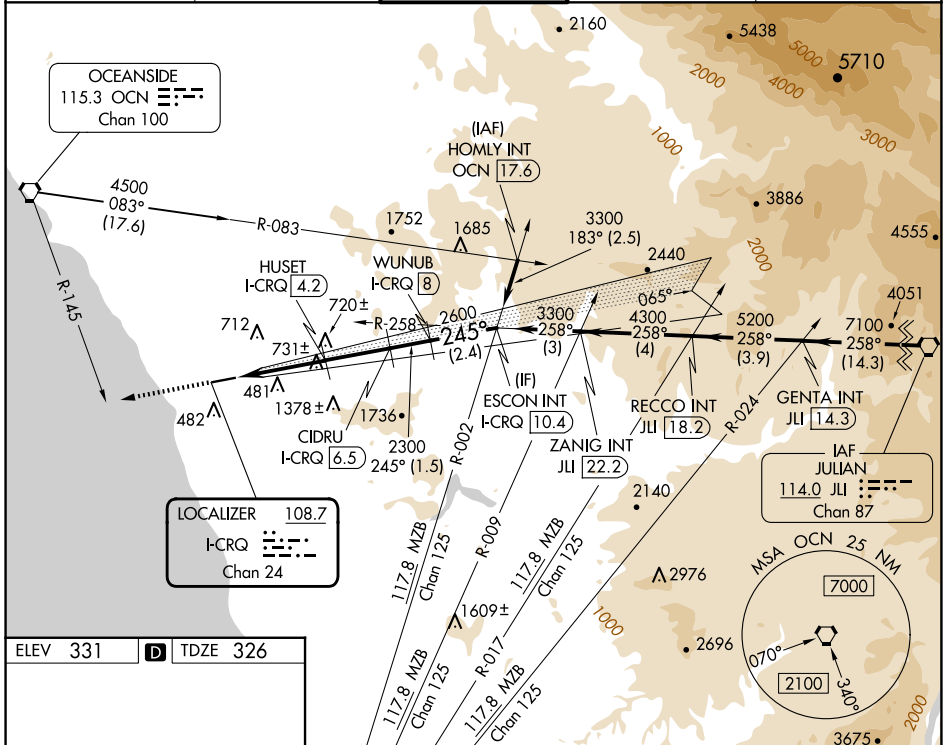 2160
5438
5000
5710
2000
4000
3000
1000
OCEANSIDE
115.3 OCN
Chan 100
(IAF)
HOMLY INT
OCN 17.6
4500
083°
(17.6)
R-083
1752
1685
3300
183° (2.5)
3886
2000
4555
HUSET
I-CRQ 4.2
WUNUB
I-CRQ 8
2440
065°
R-145
720±
712
731±
R-258
2600
245°
(2.4)
3300
258°
(3)
4300
258°
(4)
5200
258°
(3.9)
4051
7100
258°
(14.3)
481
482
1378±
1736
CIDRU
I-CRQ 6.5
2300
245° (1.5)
(IF)
ESCON INT
I-CRQ 10.4
ZANIG INT
JLI 22.2
RECCO INT
JLI 18.2
GENTA INT
JLI 14.3
R-002
R-009
R-017
R-024
IAF
JULIAN
114.0 JLI
Chan 87
LOCALIZER 108.7
I-CRQ
Chan 24
2140
2976
1000
1609±
2696
117.8 MZB
Chan 125
117.8 MZB
Chan 125
117.8 MZB
Chan 125
117.8 MZB
Chan 125
MSA OCN 25 NM
7000
070°
2100
340°
2000
3675
ELEV 331 D TDZE 326